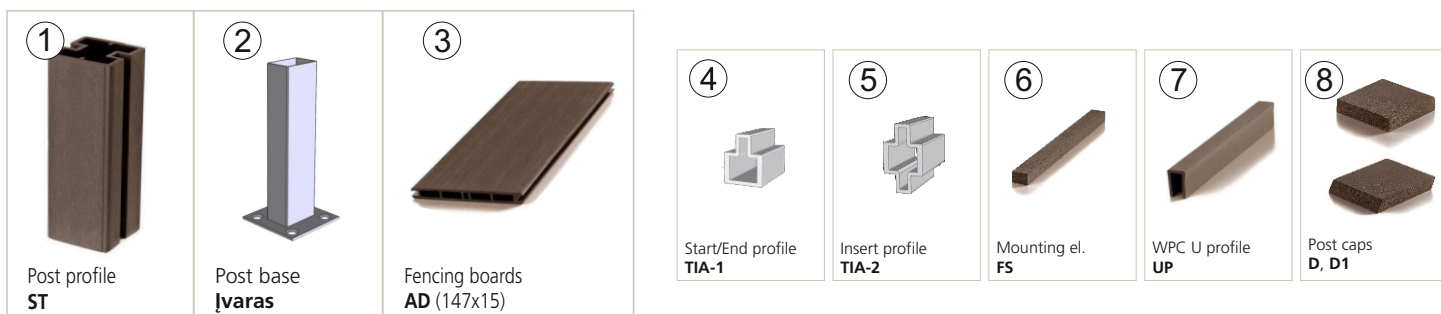 1
Post profile
ST
2
Post base
Įvaras
3
Fencing boards
AD (147x15)
4
Start/End profile
TIA-1
5
Insert profile
TIA-2
6
Mounting el.
FS
7
WPC U profile
UP
8
Post caps
D, D1